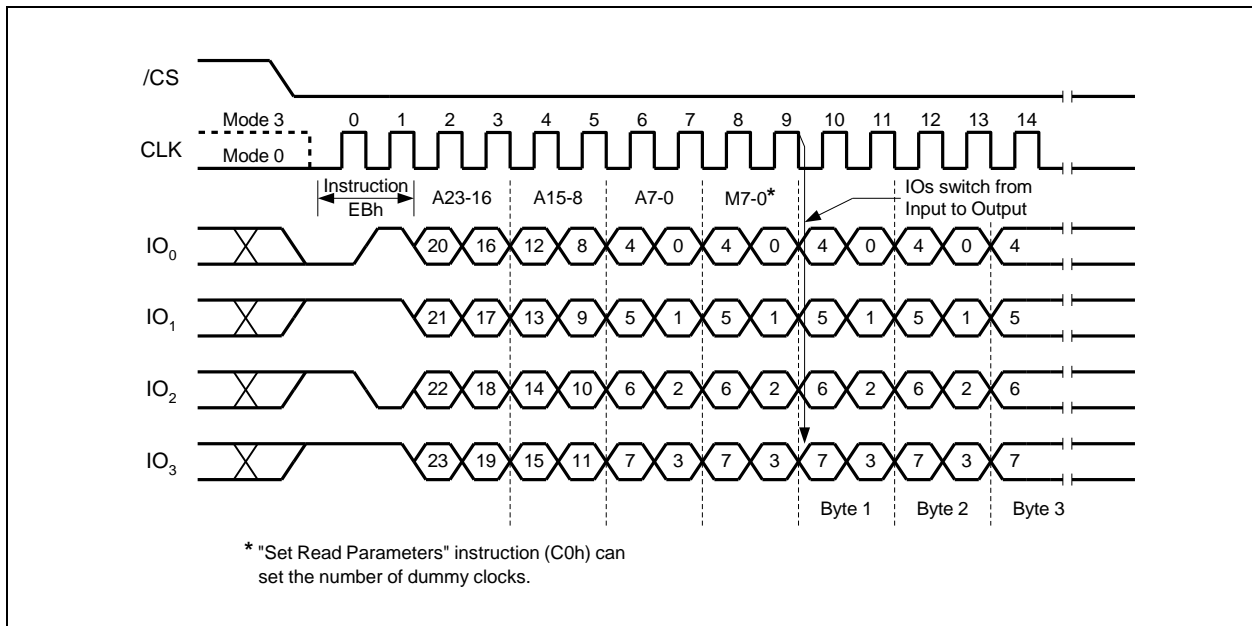 /CS
Mode 3 0 1 2 3 4 5 6 7 8 9 10 11 12 13 14
CLK
Mode 0
Instruction
EBh
A23-16 A15-8 A7-0 M7-0*
IOs switch from
Input to Output
IO0 20 16 12 8 4 0 4 0 4 0 4 0 4
IO1 21 17 13 9 5 1 5 1 5 1 5 1 5
IO2 22 18 14 10 6 2 6 2 6 2 6 2 6
IO3 23 19 15 11 7 3 7 3 7 3 7 3 7
Byte 1 Byte 2 Byte 3
* "Set Read Parameters" instruction (C0h) can
set the number of dummy clocks.